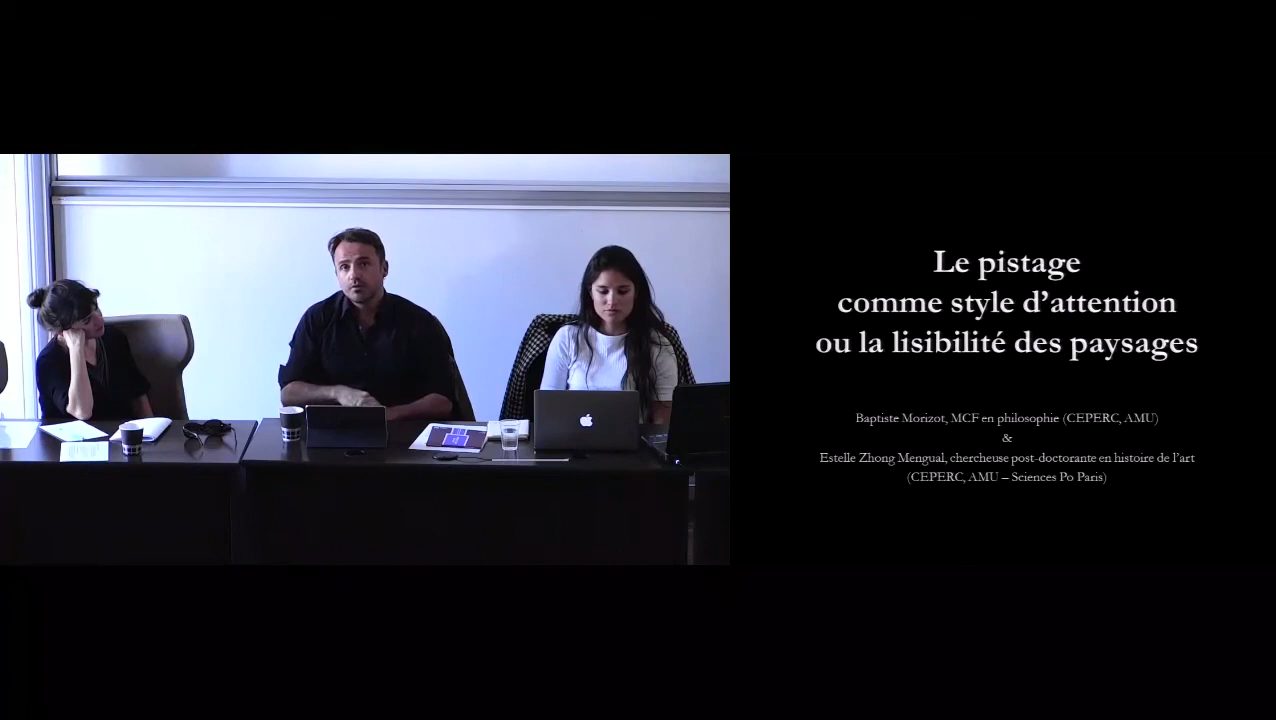 Le pistage
comme style d’attention
ou la lisibilité des paysages
Baptiste Morizot, MCF en philosophie (CEPERC, AMU)
&
Estelle Zhong Mengual, chercheuse post-doctorante en histoire de l’art
(CEPERC, AMU – Sciences Po Paris)